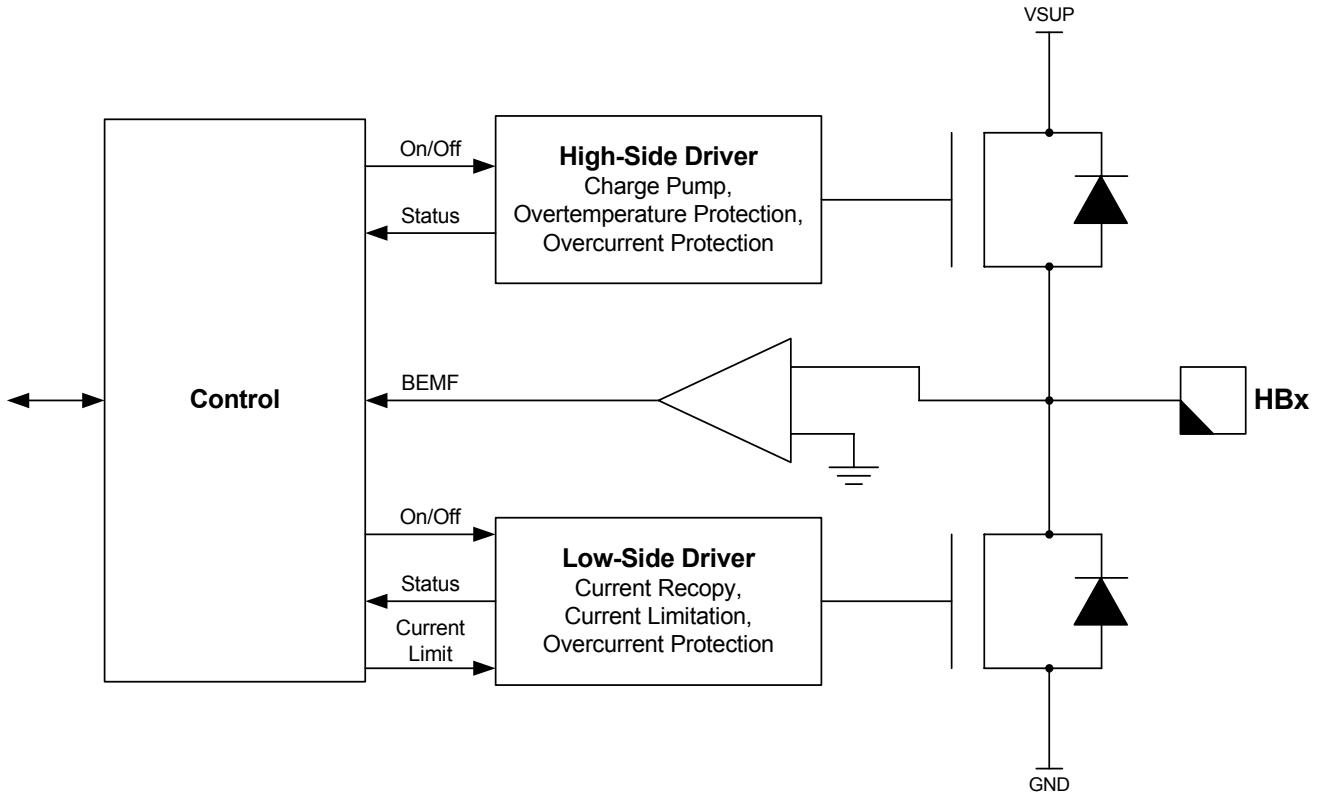 VSUP
On/Off
Status
High-Side Driver
Charge Pump,
Overtemperature Protection,
Overcurrent Protection
Control
BEMF
HBx
On/Off
Status
Current
Limit
Low-Side Driver
Current Recopy,
Current Limitation,
Overcurrent Protection
GND